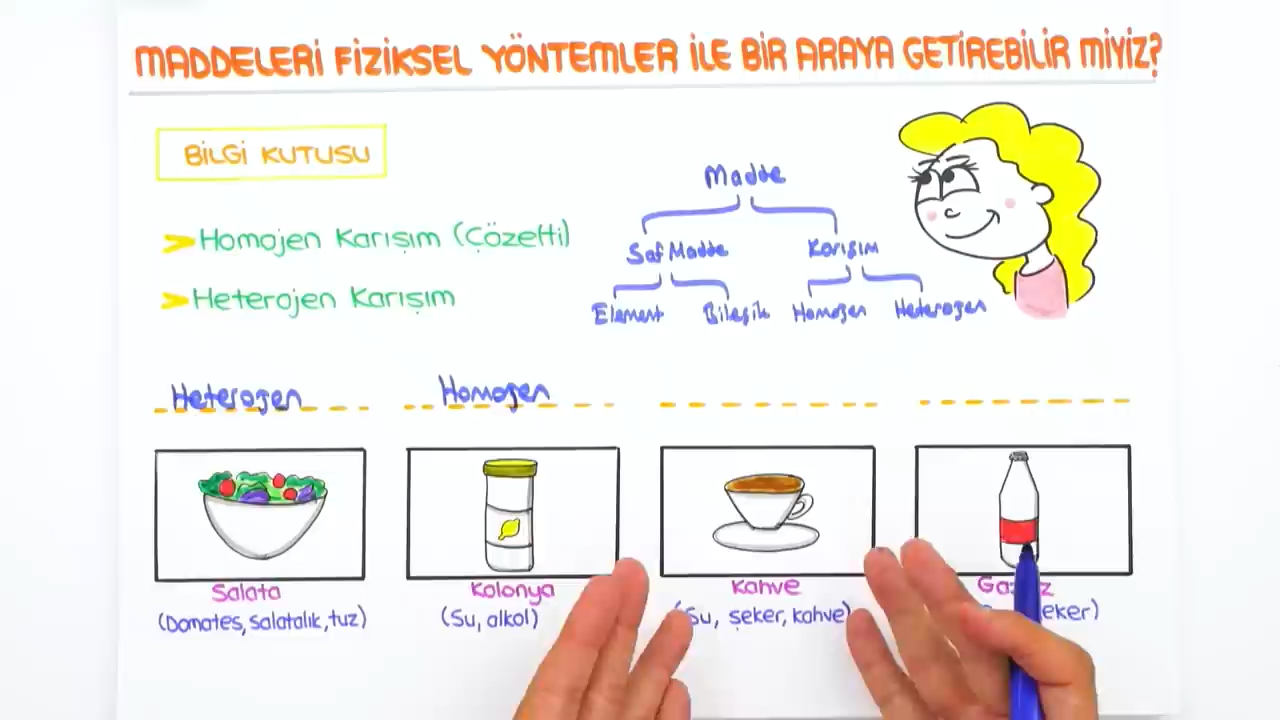 MADDELERİ FİZİKSEL YÖNTEMLER İLE BİR ARAYA GETİREBİLİR MİYİZ?
BİLGİ KUTUSU
Homojen Karışım (Çözelti)
Heterojen Karışım
Madde
Saf Madde Karışım
Element Bileşik Homojen Heterojen
Heterojen Homojen
Salata Kolonya Kahve
(Domates, salatalık, tuz) (Su, alkol) (Su, şeker, kahve)